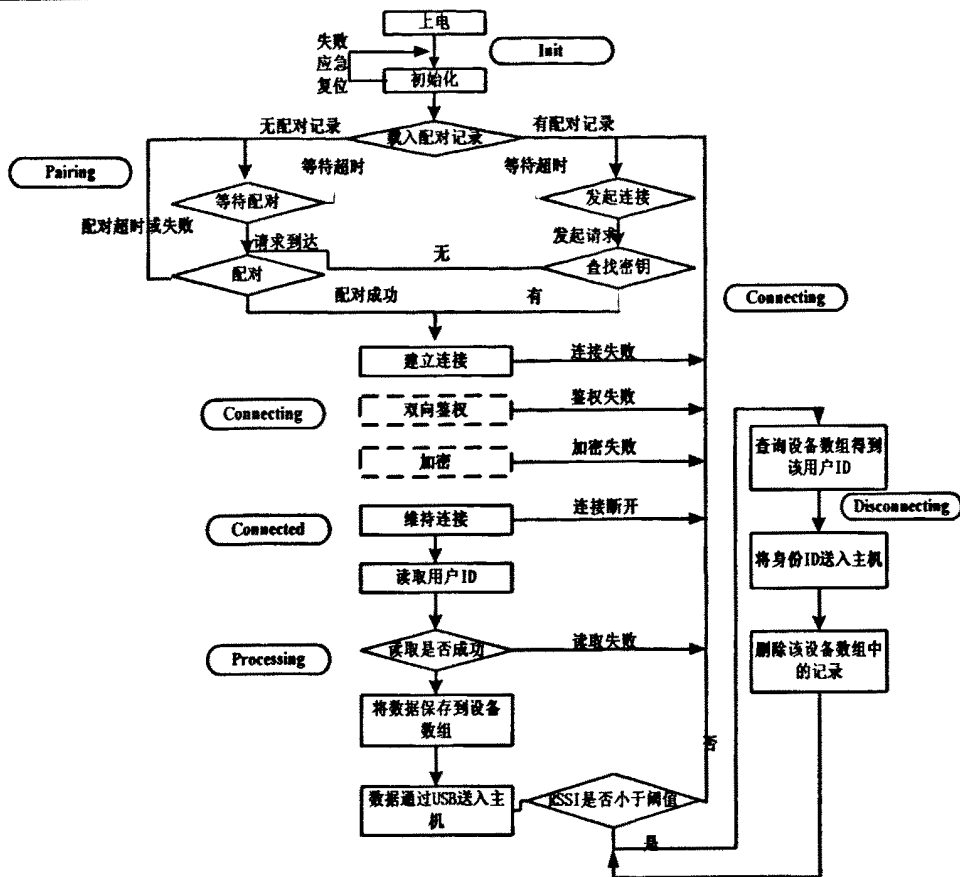 上电
Init
失败
应急
复位
初始化
无配对记录
载入配对记录
有配对记录
Pairing
等待超时
等待超时
等待配对
发起连接
配对超时或失败
请求到达
发起请求
无
配对
查找密钥
配对成功
有
Connecting
建立连接
连接失败
Connecting
双向鉴权
鉴权失败
加密
加密失败
查询设备数组得到
该用户ID
Disconnecting
Connected
维持连接
连接断开
将身份ID送入主机
读取用户ID
Processing
读取是否成功
读取失败
删除该设备数组中
的记录
将数据保存到设备
数组
否
数据通过USB送入主
机
RSSI是否小于阈值
是